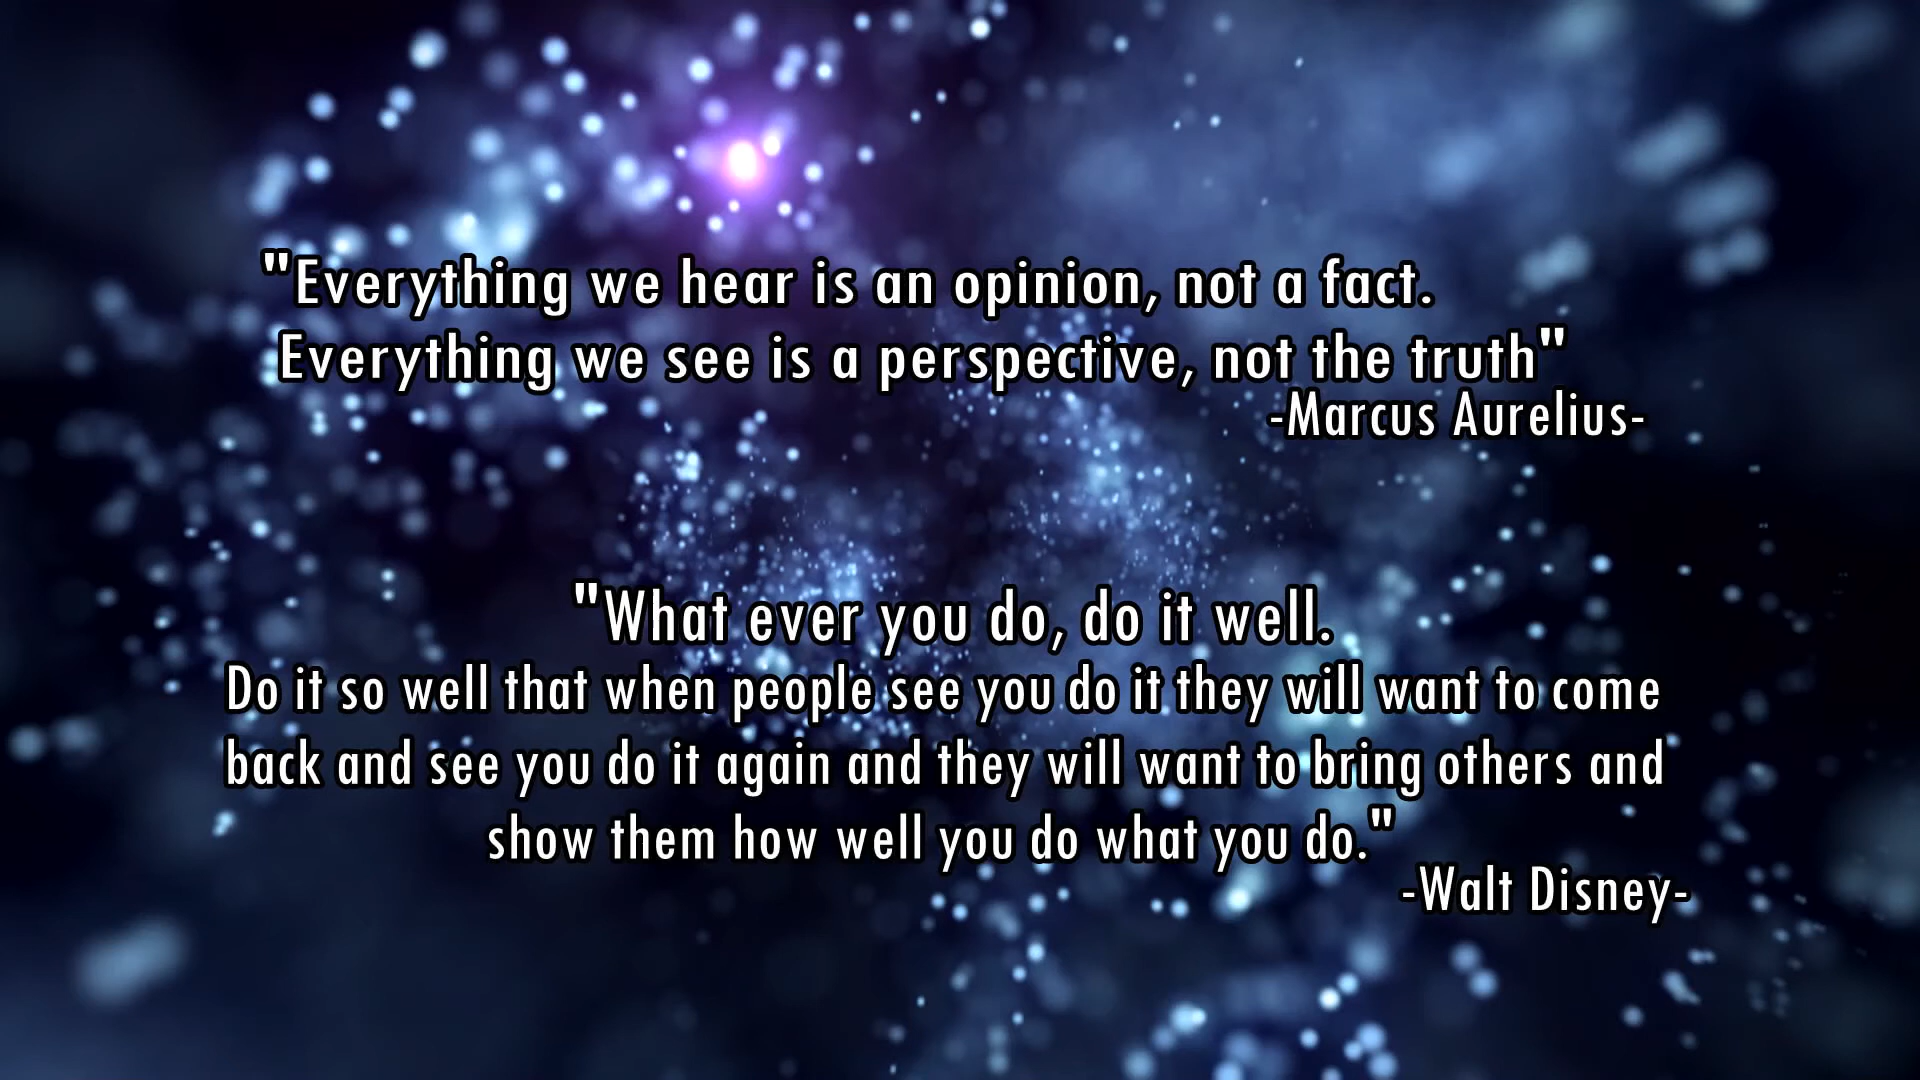 "Everything we hear is an opinion, not a fact.
Everything we see is a perspective, not the truth"
-Marcus Aurelius-
"What ever you do, do it well.
Do it so well that when people see you do it they will want to come
back and see you do it again and they will want to bring others and
show them how well you do what you do."
-Walt Disney-